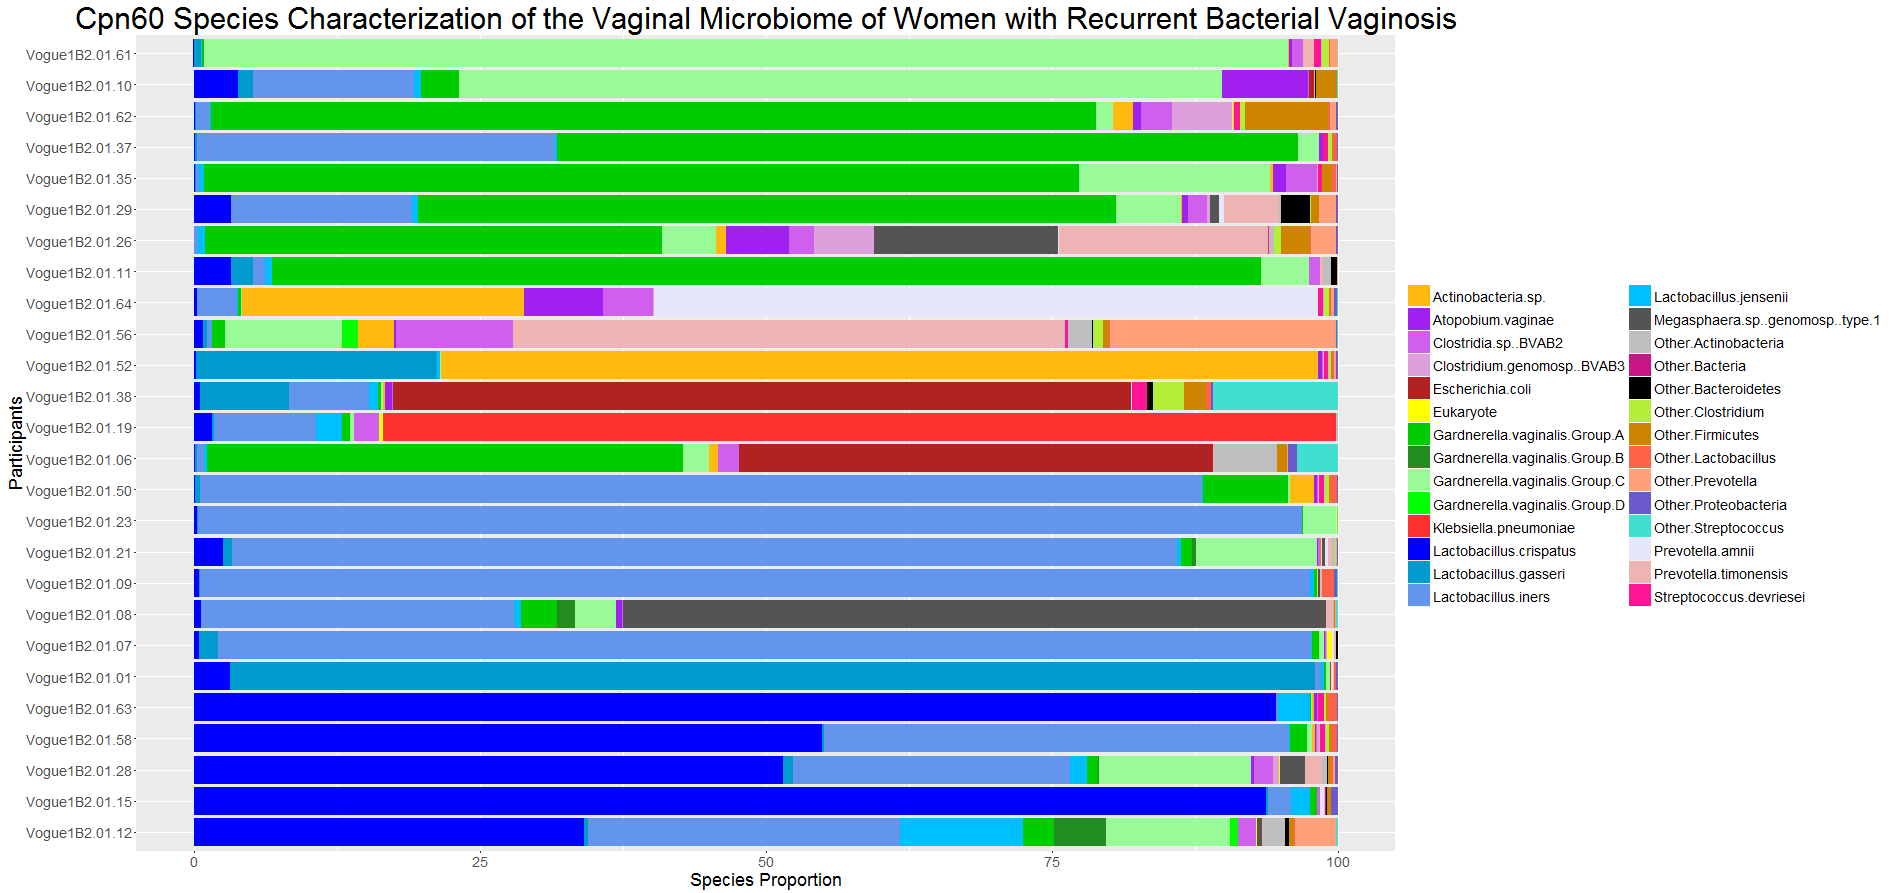 Cpn60 Species Characterization of the Vaginal Microbiome of Women with Recurrent Bacterial Vaginosis
Participants
Vogue1B2.01.61
Vogue1B2.01.10
Vogue1B2.01.62
Vogue1B2.01.37
Vogue1B2.01.35
Vogue1B2.01.29
Vogue1B2.01.26
Vogue1B2.01.11
Vogue1B2.01.64
Vogue1B2.01.56
Vogue1B2.01.52
Vogue1B2.01.38
Vogue1B2.01.19
Vogue1B2.01.06
Vogue1B2.01.50
Vogue1B2.01.23
Vogue1B2.01.21
Vogue1B2.01.09
Vogue1B2.01.08
Vogue1B2.01.07
Vogue1B2.01.01
Vogue1B2.01.63
Vogue1B2.01.58
Vogue1B2.01.28
Vogue1B2.01.15
Vogue1B2.01.12
0 25 50 75 100
Species Proportion
Actinobacteria.sp.
Atopobium.vaginae
Clostridia.sp..BVAB2
Clostridium.genomosp..BVAB3
Escherichia.coli
Eukaryote
Gardnerella.vaginalis.Group.A
Gardnerella.vaginalis.Group.B
Gardnerella.vaginalis.Group.C
Gardnerella.vaginalis.Group.D
Klebsiella.pneumoniae
Lactobacillus.crispatus
Lactobacillus.gasseri
Lactobacillus.iners
Lactobacillus.jensenii
Megasphaera.sp..genomosp..type.1
Other.Actinobacteria
Other.Bacteria
Other.Bacteroidetes
Other.Clostridium
Other.Firmicutes
Other.Lactobacillus
Other.Prevotella
Other.Proteobacteria
Other.Streptococcus
Prevotella.amnii
Prevotella.timonensis
Streptococcus.devriesei